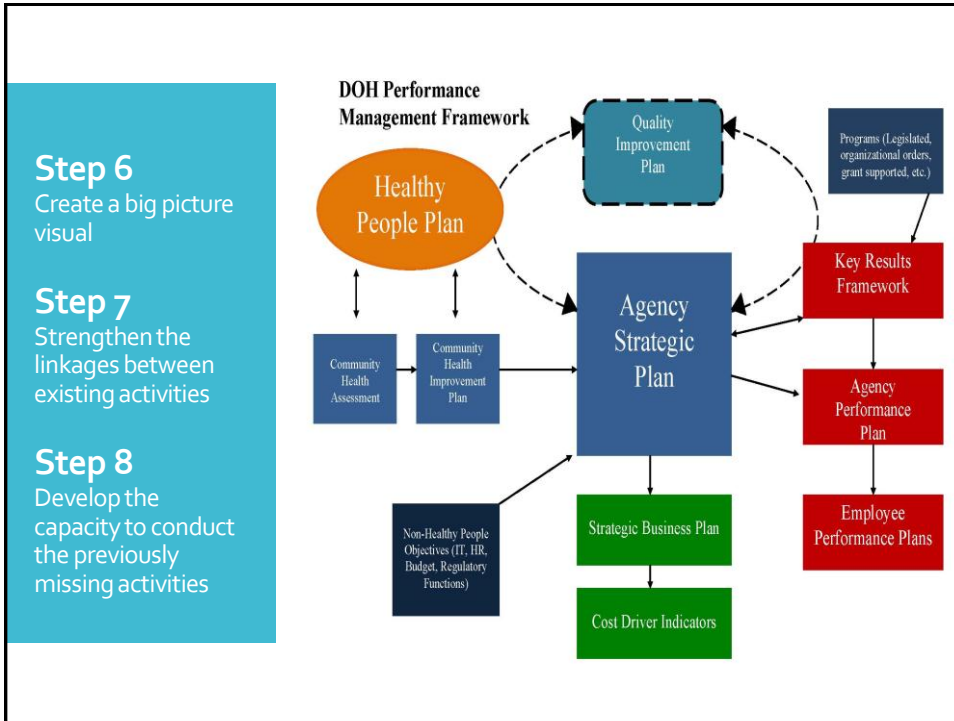 Step 6
Create a big picture
visual
Step 7
Strengthen the
linkages between
existing activities
Step 8
Develop the
capacity to conduct
the previously
missing activities
DOH Performance
Management Framework
Healthy
People Plan
Quality
Improvement
Plan
Programs (Legislated,
organizational orders,
grant supported, etc.)
Key Results
Framework
Agency
Strategic
Plan
Community
Health
Assessment
Community
Health
Improvement
Plan
Agency
Performance
Plan
Non-Healthy People
Objectives (IT, HR,
Budget, Regulatory
Functions)
Strategic Business Plan
Employee
Performance Plans
Cost Driver Indicators